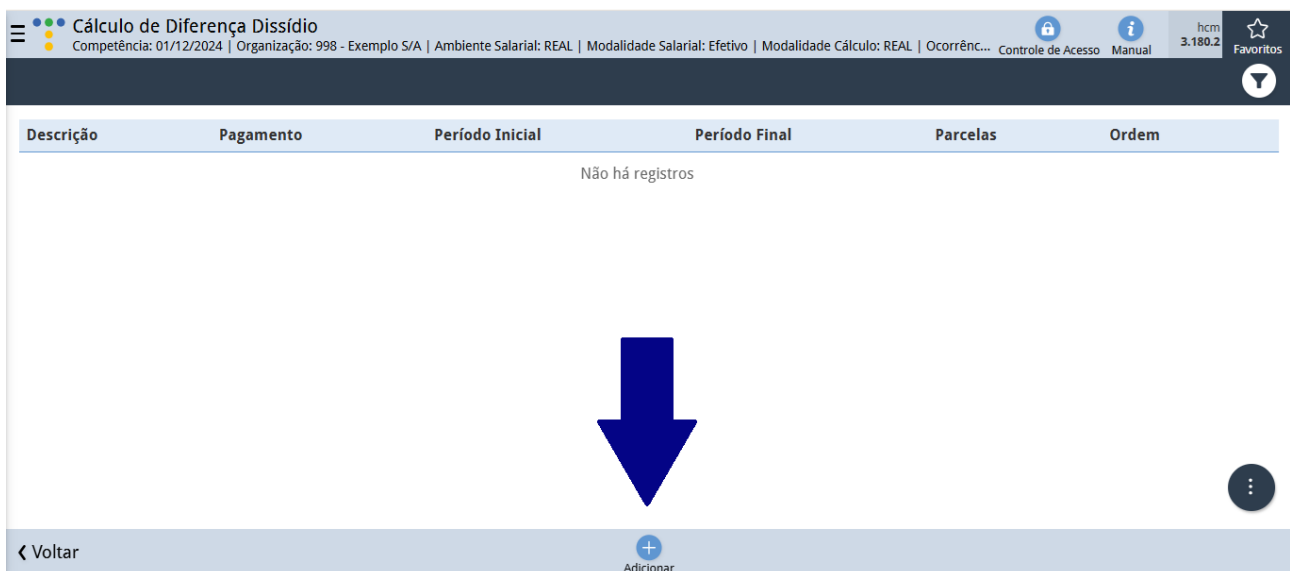 Cálculo de Diferença Dissídio
Competência: 01/12/2024 | Organização: 998 - Exemplo S/A | Ambiente Salarial: REAL | Modalidade Salarial: Efetivo | Modalidade Cálculo: REAL | Ocorrênc...
Controle de Acesso
Manual
hcm
3.180.2
Favoritos
Descrição Pagamento Período Inicial Período Final Parcelas Ordem
Não há registros
Voltar
Adicionar